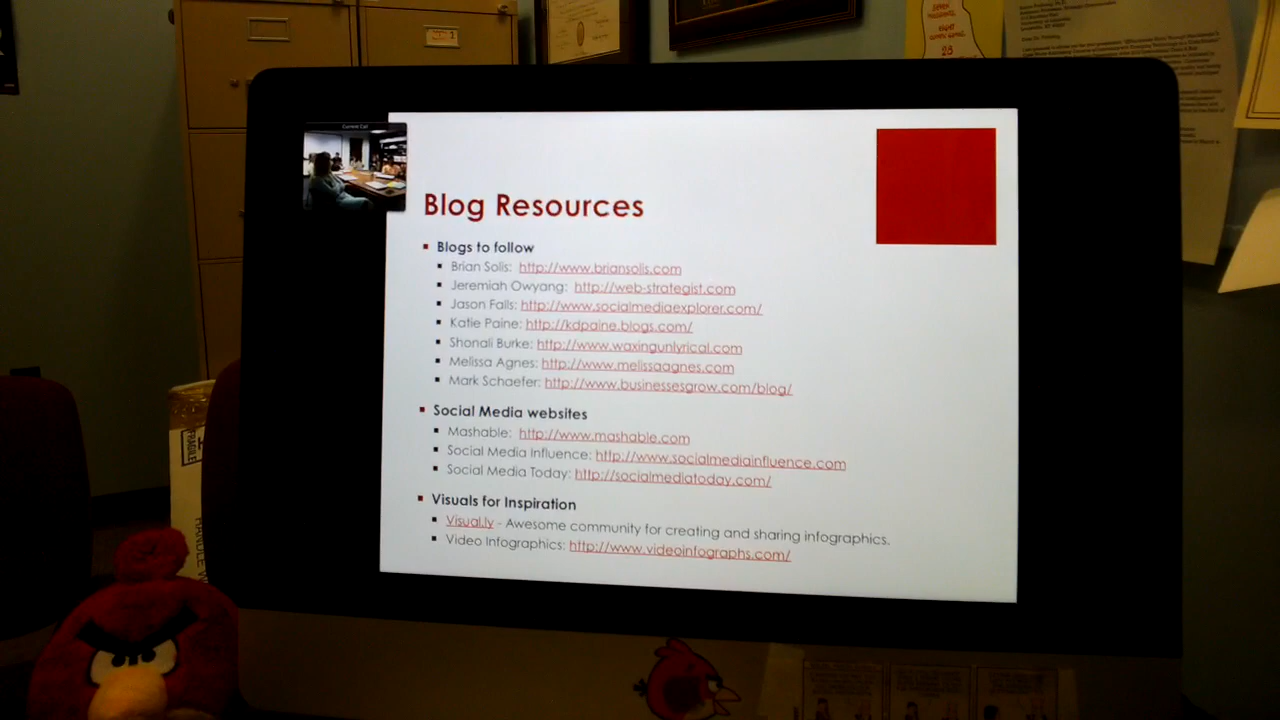 Current Call
Blog Resources
Blogs to follow
Brian Solis: http://www.briansolis.com
Jeremiah Owyang: http://web-strategist.com
Jason Falls: http://www.socialmediaexplorer.com/
Katie Paine: http://kdpaine.blogs.com/
Shonali Burke: http://www.waxingunlyrical.com
Melissa Agnes: http://www.melissaagnes.com
Mark Schaefer: http://www.businessesgrow.com/blog/
Social Media websites
Mashable: http://www.mashable.com
Social Media Influence: http://www.socialmediainfluence.com
Social Media Today: http://socialmediatoday.com/
Visuals for Inspiration
Visual.ly - Awesome community for creating and sharing infographics.
Video Infographics: http://www.videoinfographs.com/
FRAGILE
HANDLE